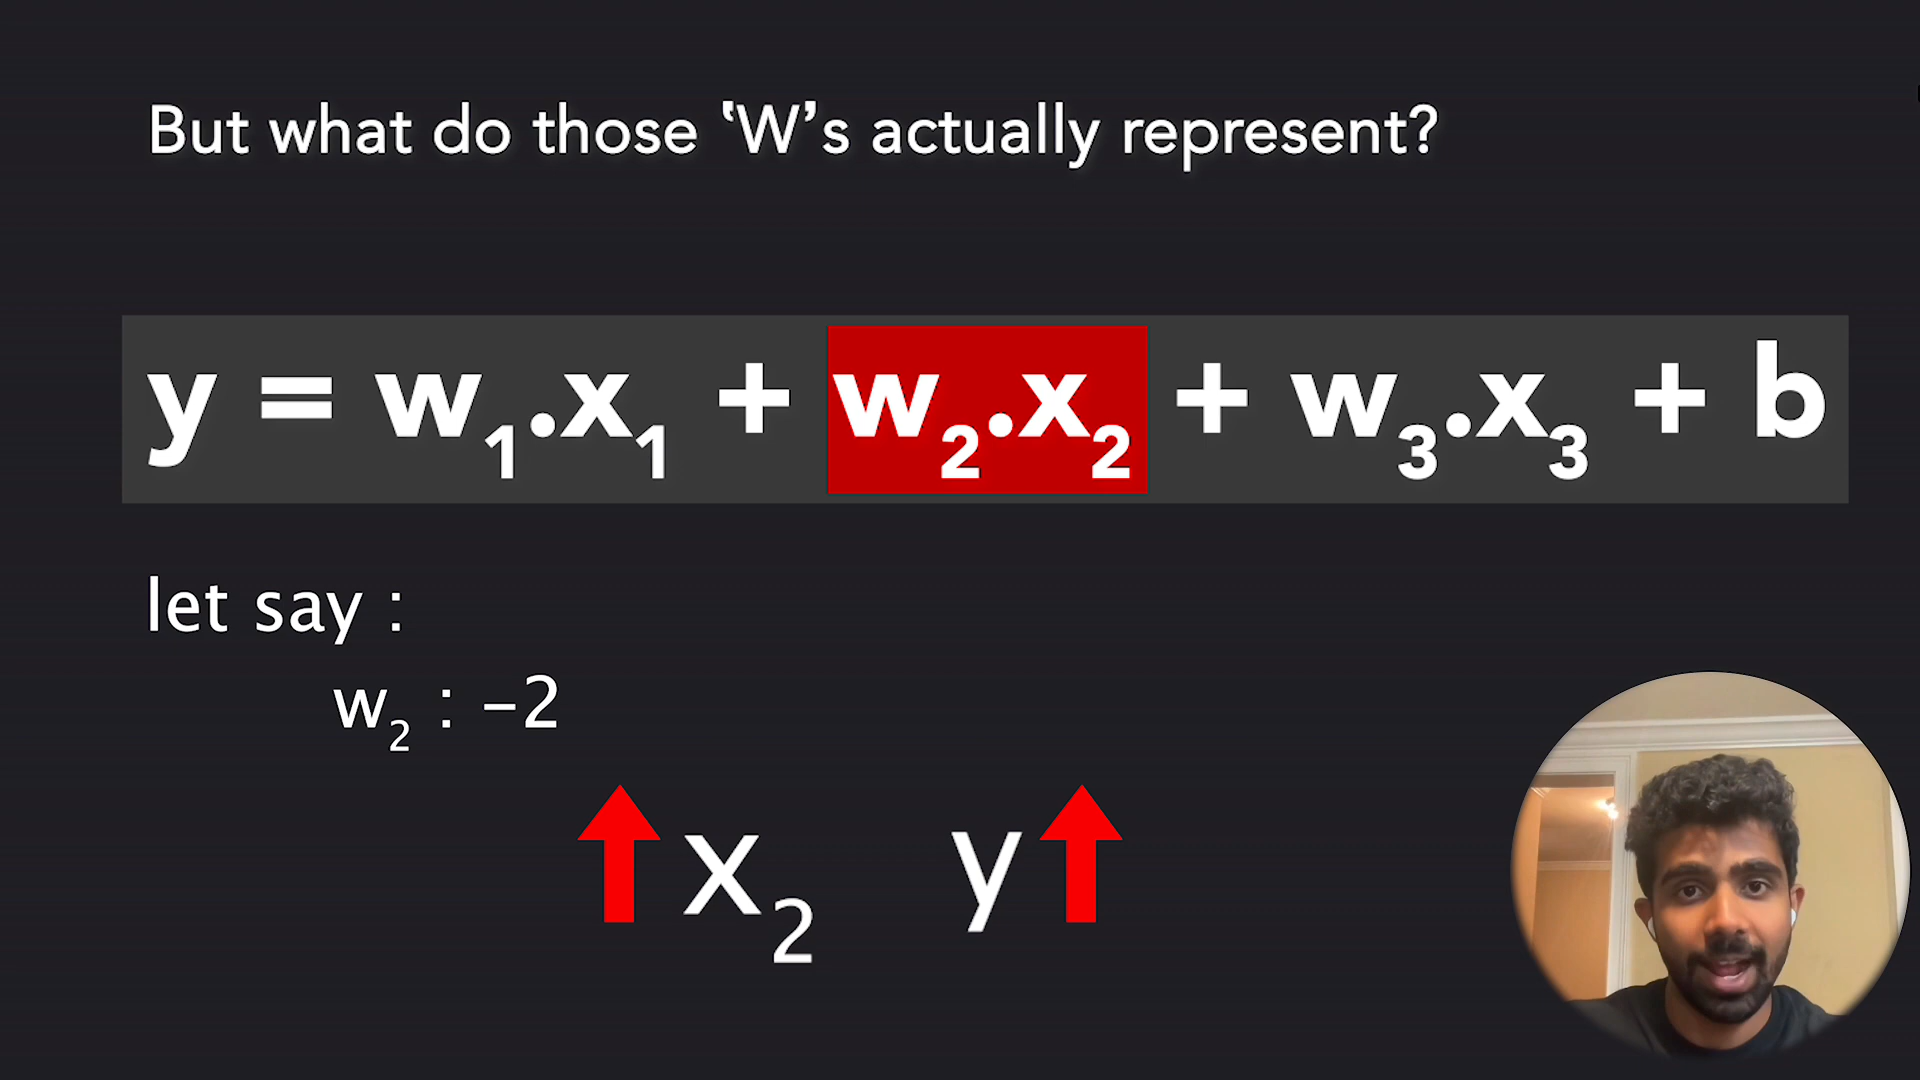 But what do those ‘W’s actually represent?
y = w₁.x₁ + w₂.x₂ + w₃.x₃ + b
let say :
w₂ : -2
x₂ y